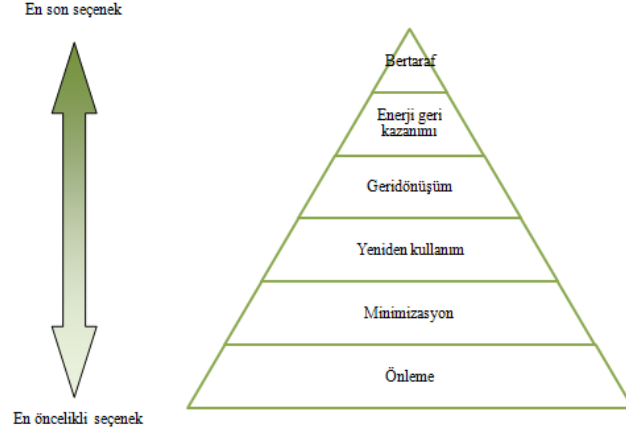 En son seçenek
Bertaraf
Enerji geri
kazanımı
Geridönüşüm
Yeniden kullanım
Minimizasyon
Önleme
En öncelikli seçenek